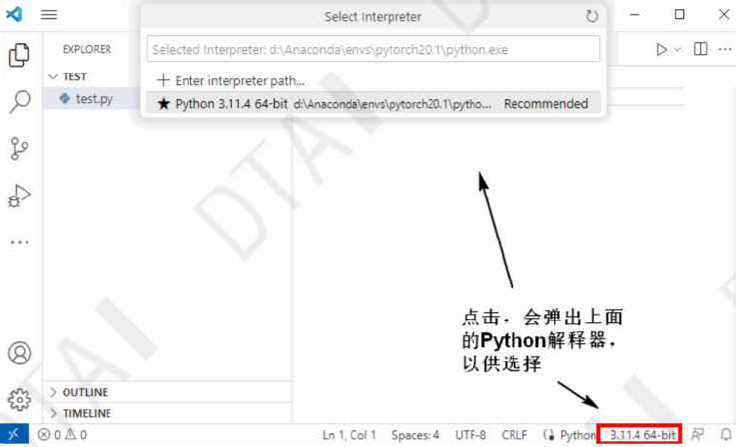 Select Interpreter
Selected Interpreter: d:\Anaconda\envs\pytorch20.1\python.exe
+ Enter interpreter path...
★ Python 3.11.4 64-bit d:\Anaconda\envs\pytorch20.1\pytho... Recommended
EXPLORER
TEST
test.py
点击，会弹出上面
的Python解释器，
以供选择
OUTLINE
TIMELINE
0 0 Ln 1, Col 1 Spaces: 4 UTF-8 CRLF Python 3.11.4 64-bit
DTAI
DTAI